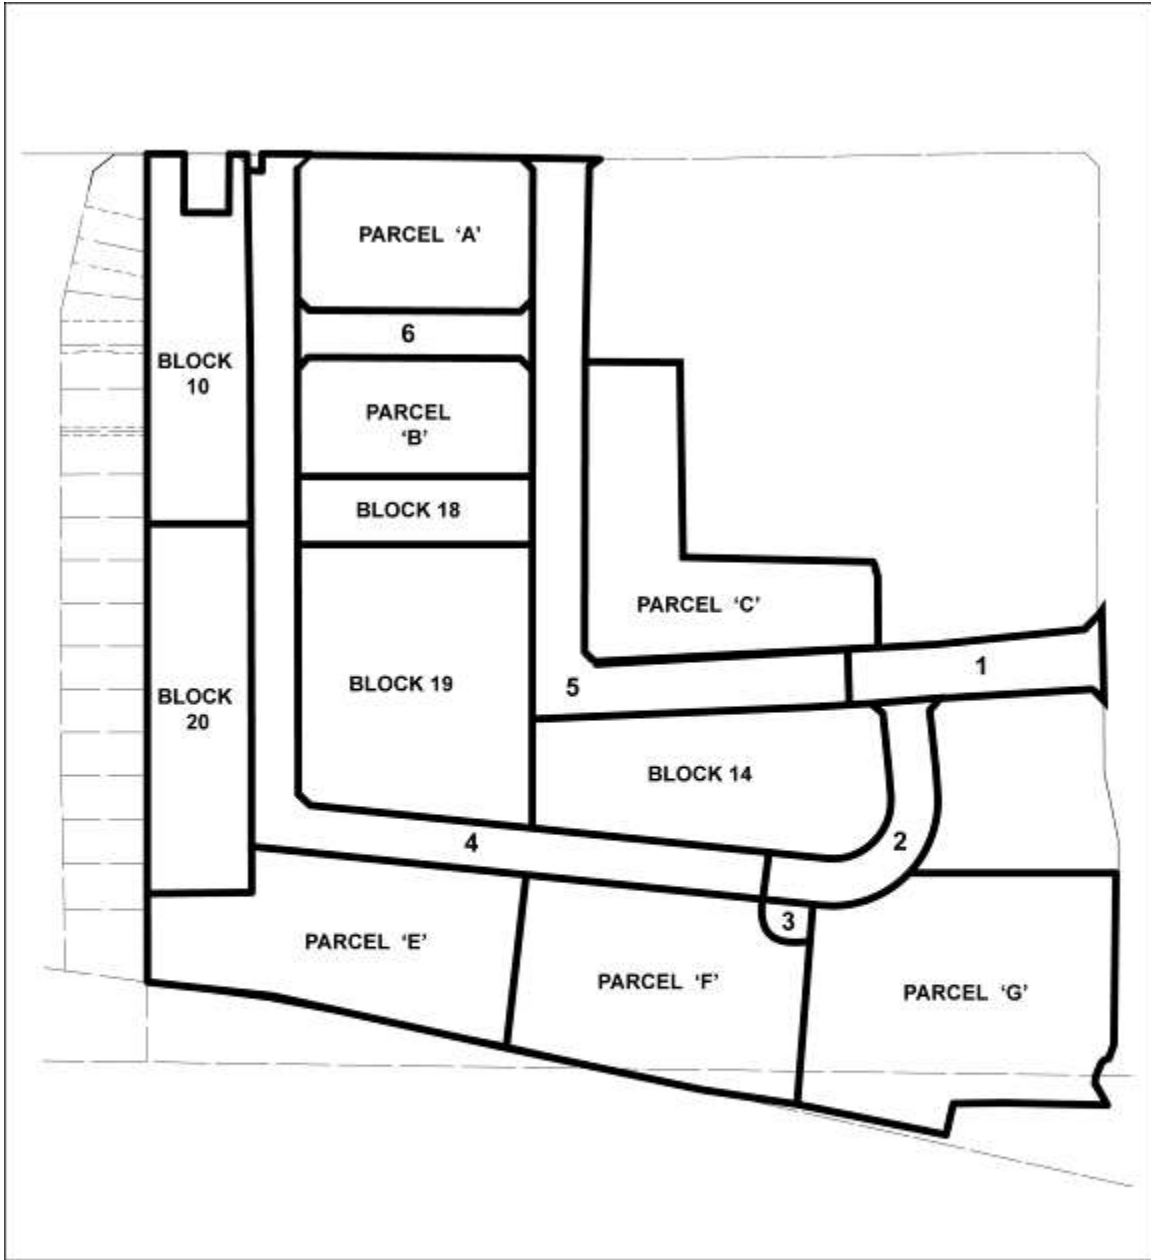 PARCEL ‘A’
6
BLOCK
10
PARCEL
‘B’
BLOCK 18
PARCEL ‘C’
1
BLOCK 19
5
BLOCK
20
BLOCK 14
4
2
3
PARCEL ‘E’
PARCEL ‘F’
PARCEL ‘G’